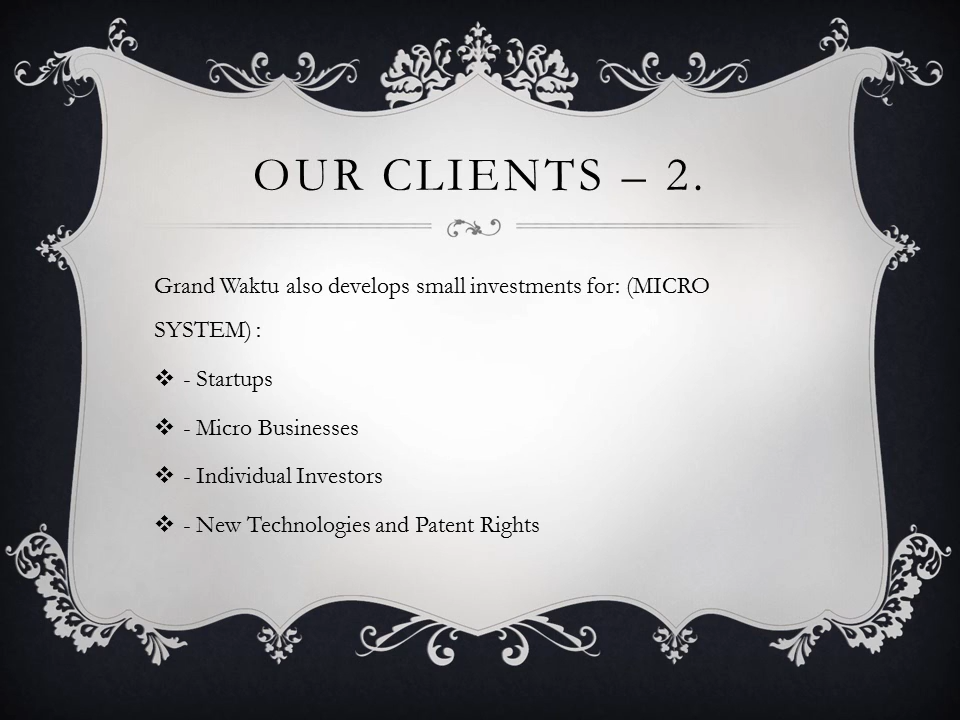 OUR CLIENTS – 2.
Grand Waktu also develops small investments for: (MICRO
SYSTEM) :
❖ - Startups
❖ - Micro Businesses
❖ - Individual Investors
❖ - New Technologies and Patent Rights